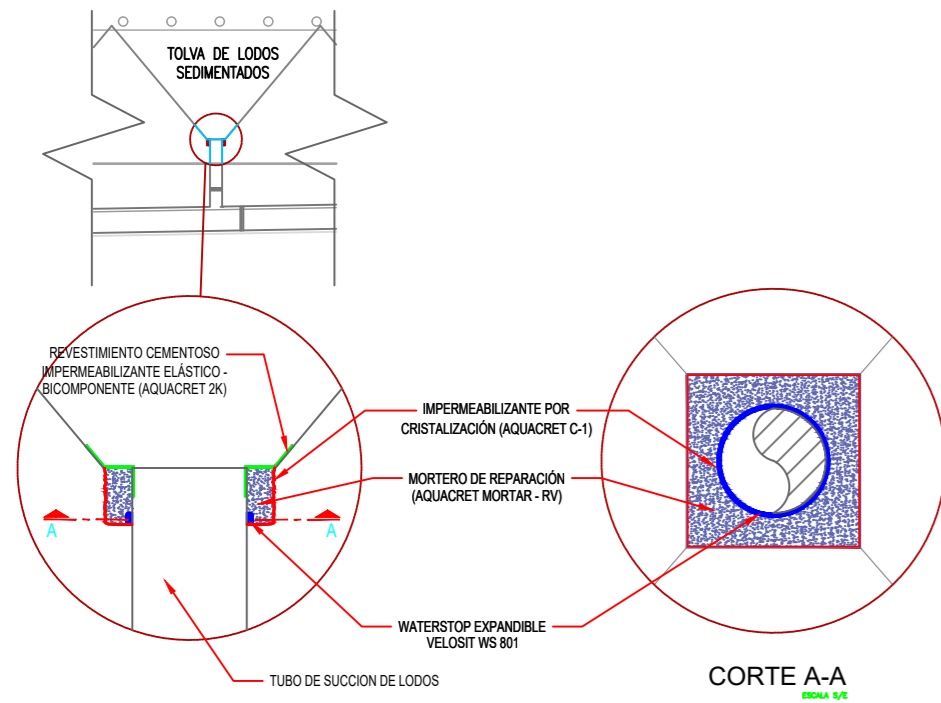 TOLVA DE LODOS
SEDIMENTADOS
REVESTIMIENTO CEMENTOSO
IMPERMEABILIZANTE ELÁSTICO -
BICOMPONENTE (AQUACRET 2K)
IMPERMEABILIZANTE POR
CRISTALIZACIÓN (AQUACRET C-1)
MORTERO DE REPARACIÓN
(AQUACRET MORTAR - RV)
A
A
WATERSTOP EXPANDIBLE
VELOSIT WS 801
TUBO DE SUCCION DE LODOS
CORTE A-A
ESCALA S/E